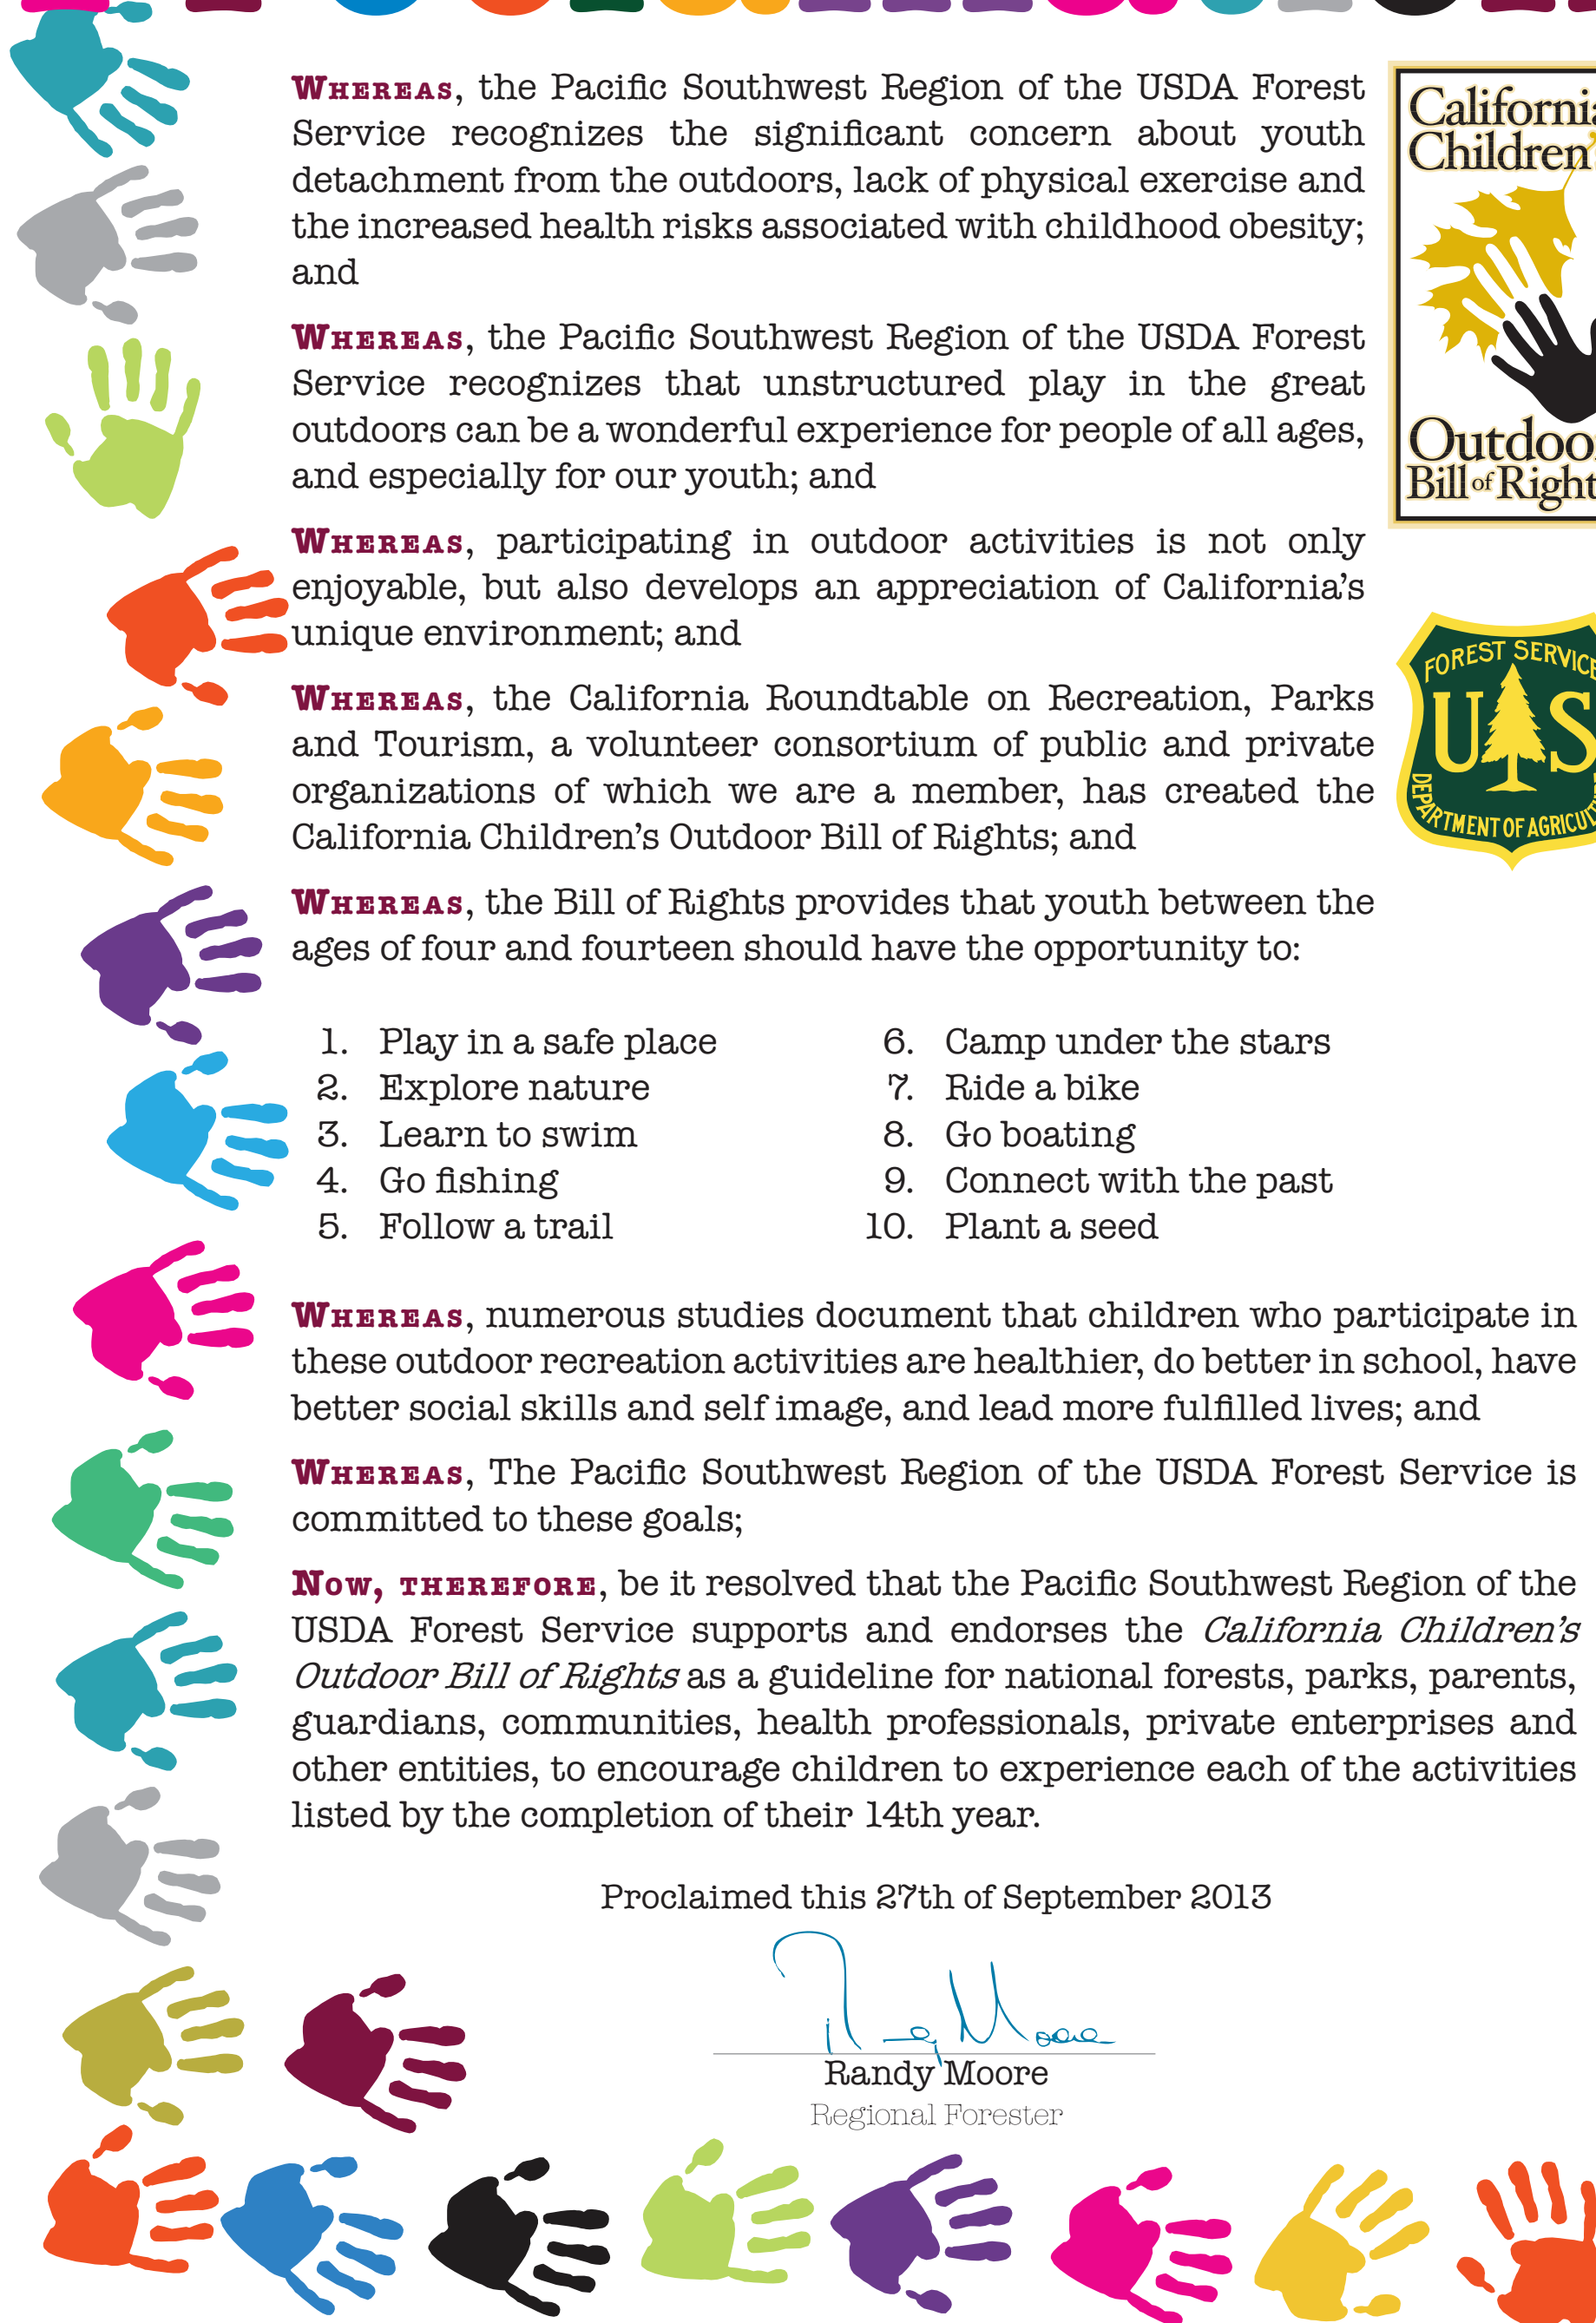 WHEREAS, the Pacific Southwest Region of the USDA Forest
Service recognizes the significant concern about youth
detachment from the outdoors, lack of physical exercise and
the increased health risks associated with childhood obesity;
and
WHEREAS, the Pacific Southwest Region of the USDA Forest
Service recognizes that unstructured play in the great
outdoors can be a wonderful experience for people of all ages,
and especially for our youth; and
WHEREAS, participating in outdoor activities is not only
enjoyable, but also develops an appreciation of California's
unique environment; and
WHEREAS, the California Roundtable on Recreation, Parks
and Tourism, a volunteer consortium of public and private
organizations of which we are a member, has created the
California Children's Outdoor Bill of Rights; and
WHEREAS, the Bill of Rights provides that youth between the
ages of four and fourteen should have the opportunity to:
1. Play in a safe place
2. Explore nature
3. Learn to swim
4. Go fishing
5. Follow a trail
6. Camp under the stars
7. Ride a bike
8. Go boating
9. Connect with the past
10. Plant a seed
WHEREAS, numerous studies document that children who participate in
these outdoor recreation activities are healthier, do better in school, have
better social skills and self image, and lead more fulfilled lives; and
WHEREAS, The Pacific Southwest Region of the USDA Forest Service is
committed to these goals;
NOW, THEREFORE, be it resolved that the Pacific Southwest Region of the
USDA Forest Service supports and endorses the California Children's
Outdoor Bill of Rights as a guideline for national forests, parks, parents,
guardians, communities, health professionals, private enterprises and
other entities, to encourage children to experience each of the activities
listed by the completion of their 14th year.
Proclaimed this 27th of September 2013
Randy Moore
Regional Forester
California
Children'
Outdoo
Bill of Right
FOREST SERVICE
U S
DEPARTMENT OF AGRICULT